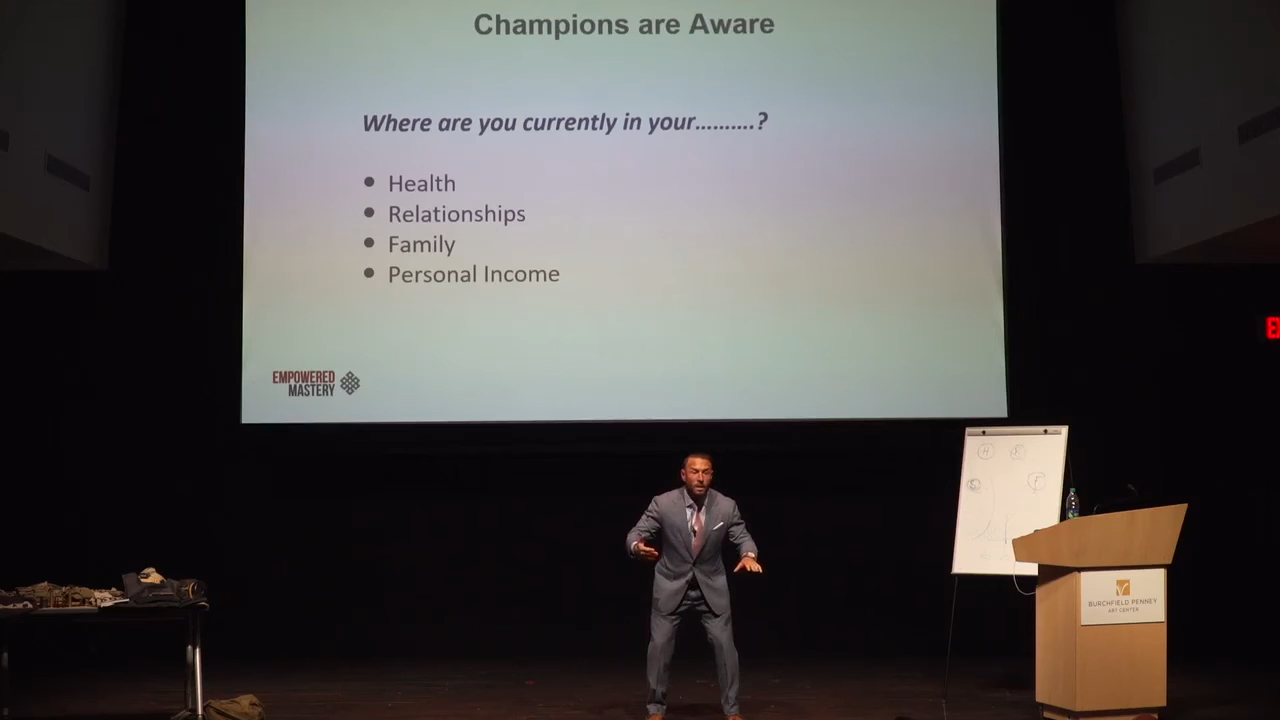 Champions are Aware
Where are you currently in your..........?
• Health
• Relationships
• Family
• Personal Income
EMPOWERED
MASTERY
H
F
BURCHFIELD PENNEY
ART CENTER
E